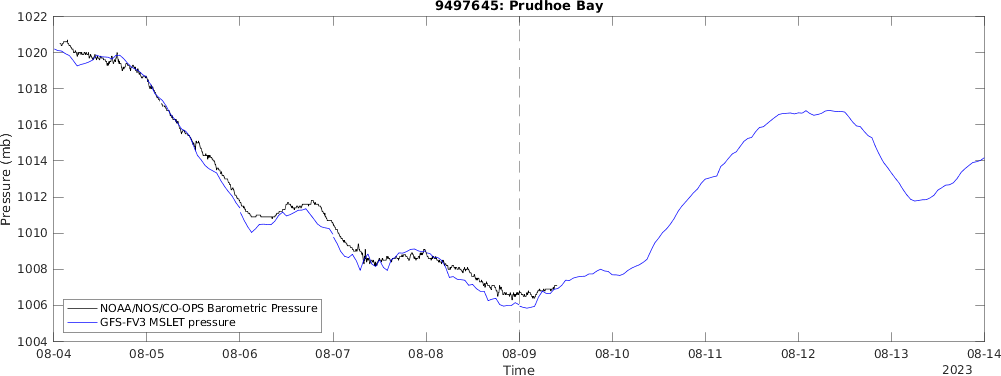 9497645: Prudhoe Bay
Pressure (mb)
1022
1020
1018
1016
1014
1012
1010
1008
1006
1004
NOAA/NOS/CO-OPS Barometric Pressure
GFS-FV3 MSLET pressure
08-04 08-05 08-06 08-07 08-08 08-09 08-10 08-11 08-12 08-13 08-14
Time
2023